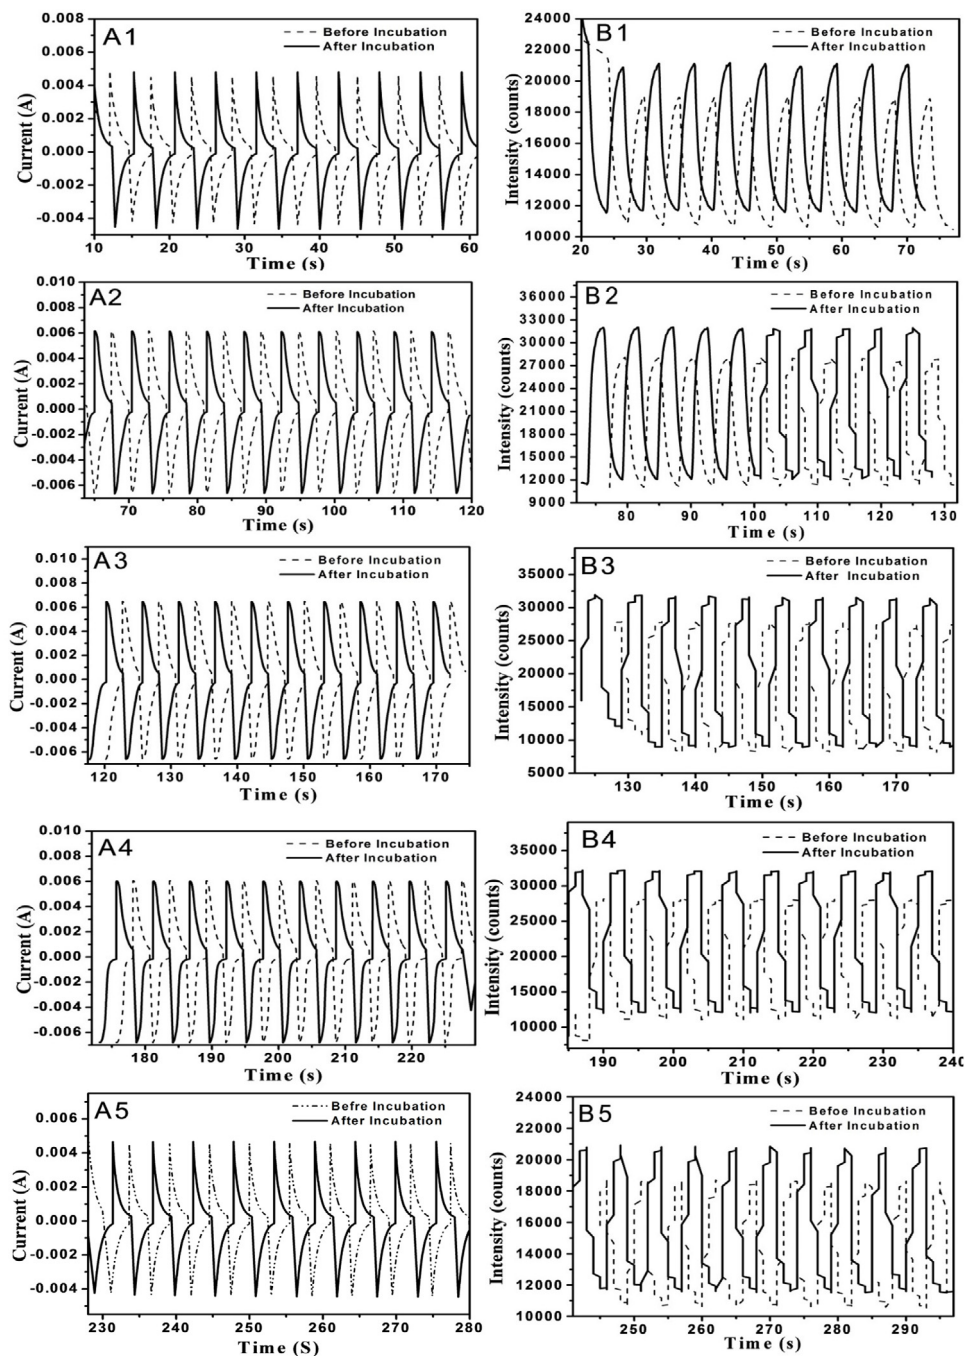 A1
Before Incubation
After Incubation
0.008
0.006
0.004
0.002
0.000
-0.002
-0.004
Current (A)
10 20 30 40 50 60
Time (s)
B1
Before Incubation
After Incubation
24000
22000
20000
18000
16000
14000
12000
10000
Intensity (counts)
20 30 40 50 60 70
Time (s)
A2
Before Incubation
After Incubation
0.010
0.008
0.006
0.004
0.002
0.000
-0.002
-0.004
-0.006
Current (A)
70 80 90 100 110 120
Time (s)
B2
Before Incubation
After Incubation
36000
33000
30000
27000
24000
21000
18000
15000
12000
9000
Intensity (counts)
80 90 100 110 120 130
Time (s)
A3
Before Incubation
After Incubation
0.010
0.008
0.006
0.004
0.002
0.000
-0.002
-0.004
-0.006
Current (A)
120 130 140 150 160 170
Time (s)
B3
Before Incubation
After Incubation
35000
30000
25000
20000
15000
10000
5000
Intensity (counts)
130 140 150 160 170
Time (s)
A4
Before Incubation
After Incubation
0.010
0.008
0.006
0.004
0.002
0.000
-0.002
-0.004
-0.006
Current (A)
180 190 200 210 220
Time (s)
B4
Before Incubation
After Incubation
35000
30000
25000
20000
15000
10000
Intensity (counts)
190 200 210 220 230 240
Time (s)
A5
Befre Incubation
After Incubation
0.006
0.004
0.002
0.000
-0.002
-0.004
Current (A)
230 240 250 260 270 280
Time (S)
B5
Befoe Incubation
After Incubation
24000
22000
20000
18000
16000
14000
12000
10000
Intensity (counts)
250 260 270 280 290
Time (s)